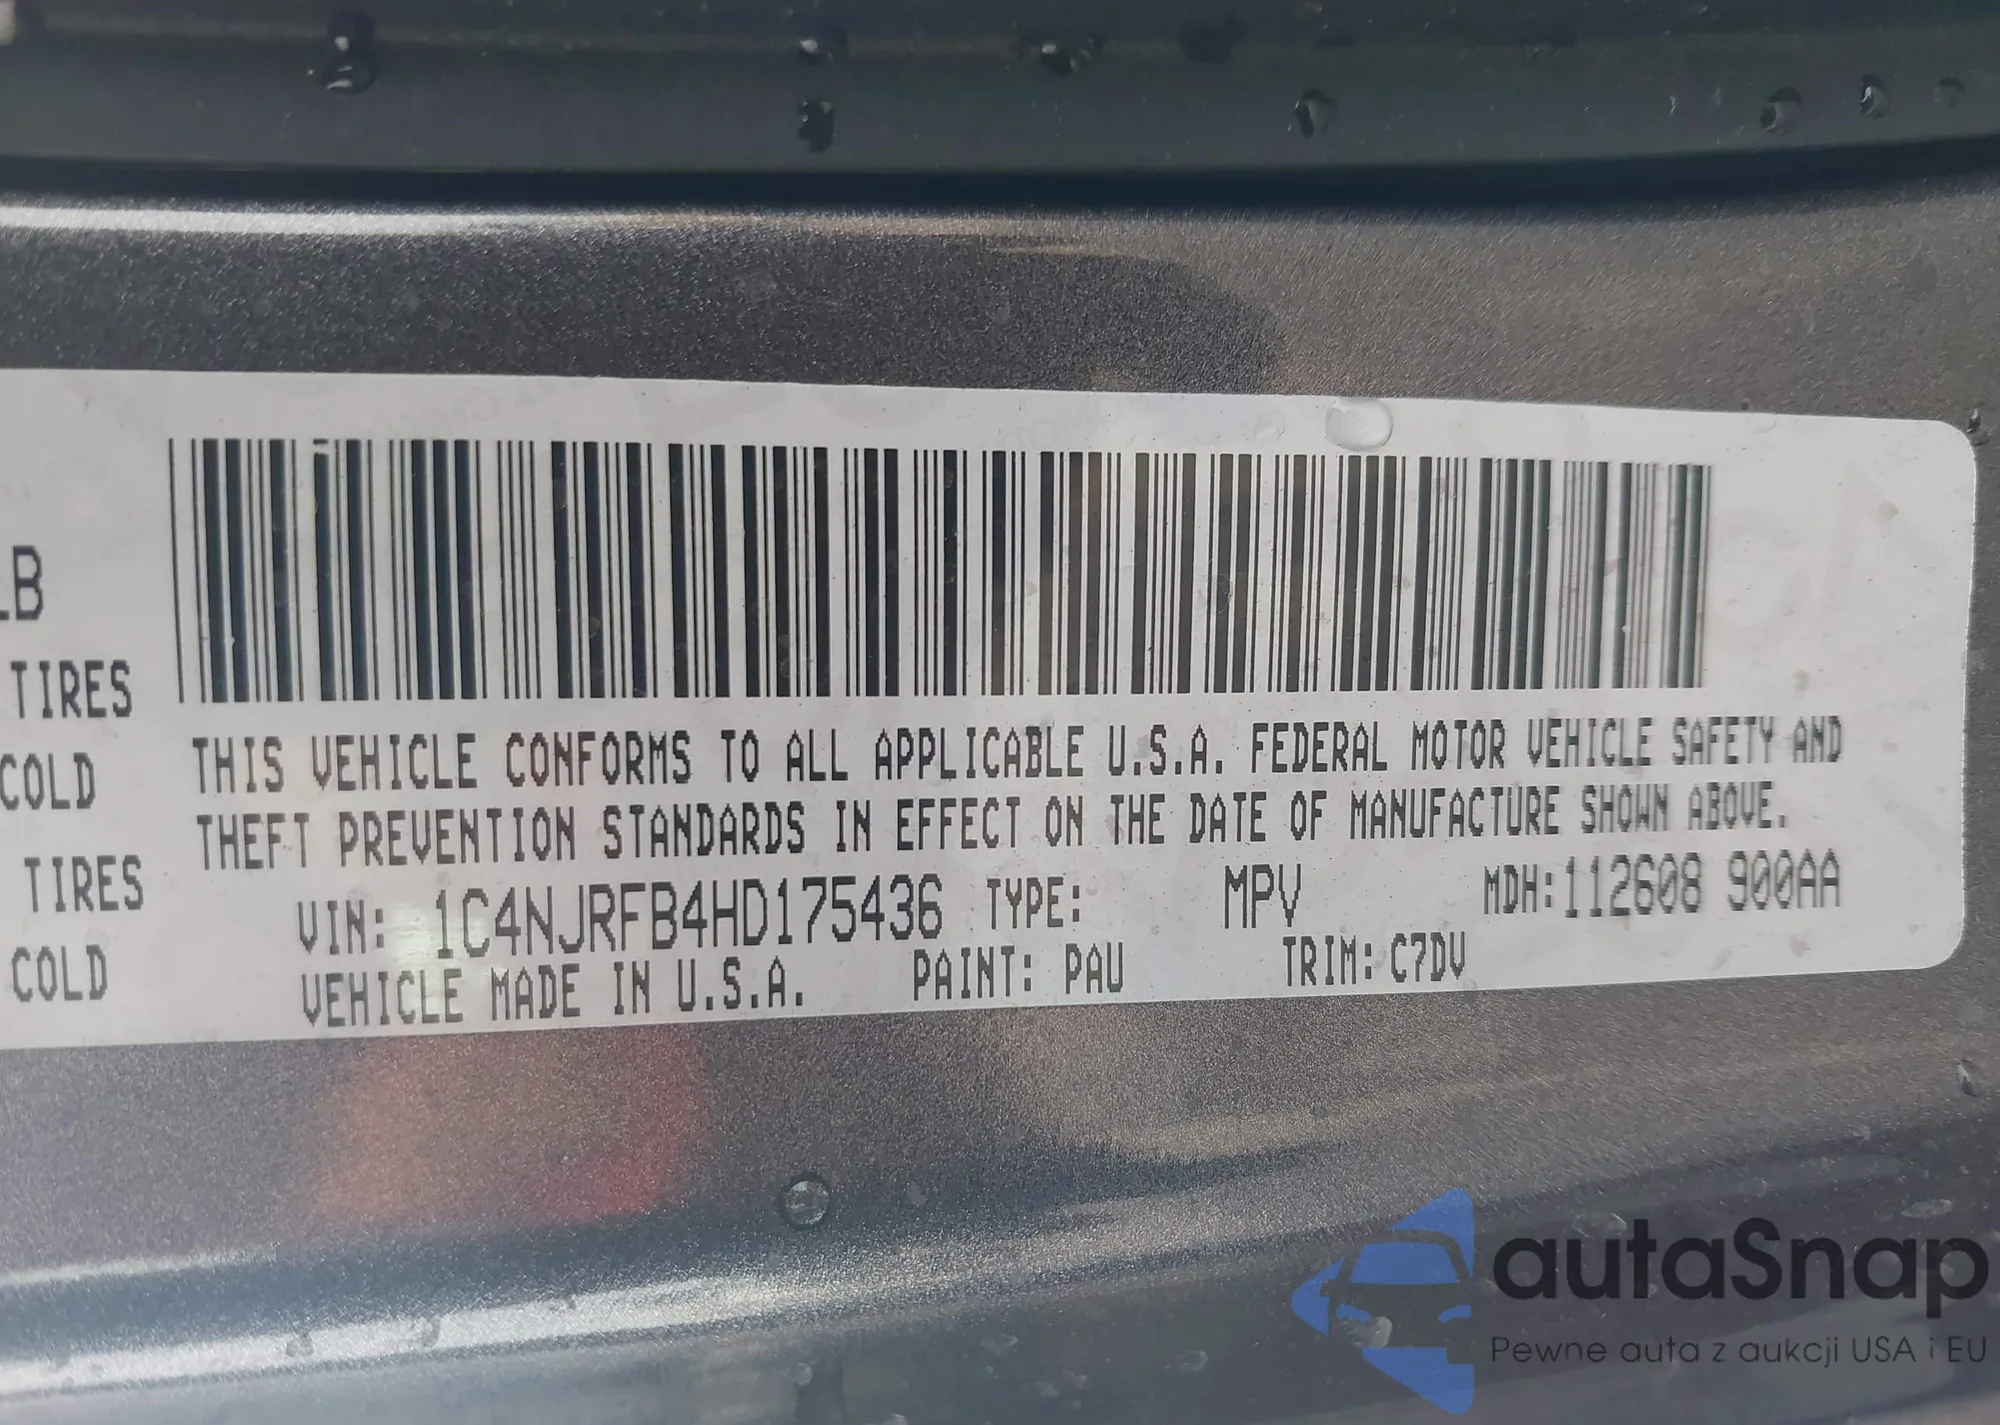 LB
TIRES
COLD
TIRES
COLD
THIS VEHICLE CONFORMS TO ALL APPLICABLE U.S.A. FEDERAL MOTOR VEHICLE SAFETY AND
THEFT PREVENTION STANDARDS IN EFFECT ON THE DATE OF MANUFACTURE SHOWN ABOVE.
VIN: 1C4NJRFB4HD175436 TYPE: MPV MDH:112608 900AA
VEHICLE MADE IN U.S.A. PAINT: PAU TRIM: C7DV
autaSnap
Pewne auta z aukcji USA i EU